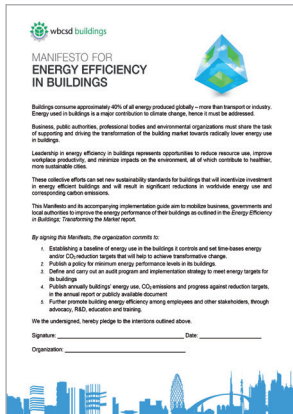 wbcsd buildings
MANIFESTO FOR
ENERGY EFFICIENCY
IN BUILDINGS
Buildings consume approximately 40% of all energy produced globally – more than transport or industry.
Energy used in buildings is a major contribution to climate change, hence it must be addressed.
Business, public authorities, professional bodies and environmental organizations must share the task
of supporting and driving the transformation of the building market towards radically lower energy use
in buildings.
Leadership in energy efficiency in buildings represents opportunities to reduce resource use, improve
workplace productivity, and minimize impacts on the environment, all of which contribute to healthier,
more sustainable cities.
These collective efforts can set new sustainability standards for buildings that will incentivize investment
in energy efficient buildings and will result in significant reductions in worldwide energy use and
corresponding carbon emissions.
This Manifesto and its accompanying implementation guide aim to mobilize business, governments and
local authorities to improve the energy performance of their buildings as outlined in the Energy Efficiency
in Buildings; Transforming the Market report.
By signing this Manifesto, the organization commits to:
1. Establishing a baseline of energy use in the buildings it controls and set time-bases energy
and/or CO2 reduction targets that will help to achieve transformative change.
2. Publish a policy for minimum energy performance levels in its buildings.
3. Define and carry out an audit program and implementation strategy to meet energy targets for
its buildings
4. Publish annually buildings' energy use, CO2 emissions and progress against reduction targets,
in the annual report or publicly available document
5. Further promote building energy efficiency among employees and other stakeholders, through
advocacy, R&D, education and training.
We the undersigned, hereby pledge to the intentions outlined above.
Signature: Date:
Organization: